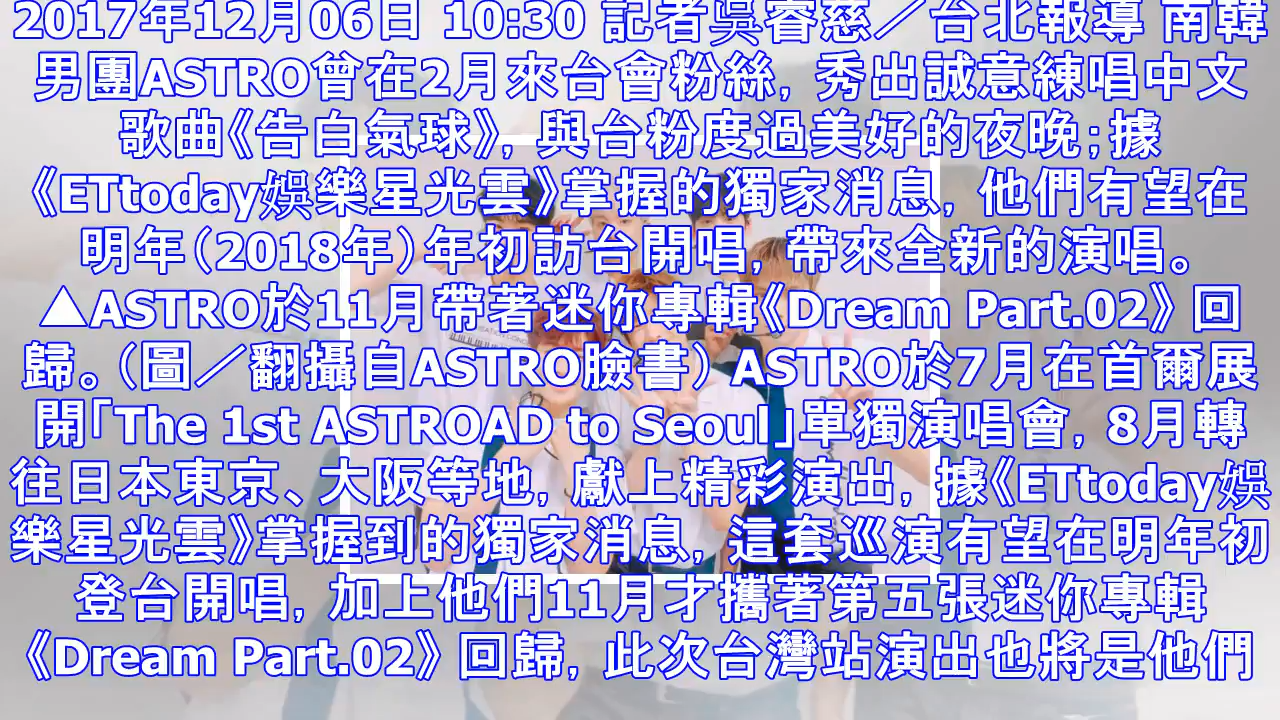 2017年12月06日 10:30 記者吳睿慈／台北報導 南韓
男團ASTRO曾在2月來台會粉絲，秀出誠意練唱中文
歌曲《告白氣球》，與台粉度過美好的夜晚；據
《ETtoday娛樂星光雲》掌握的獨家消息，他們有望在
明年（2018年）年初訪台開唱，帶來全新的演唱。
▲ASTRO於11月帶著迷你專輯《Dream Part.02》回
歸。（圖／翻攝自ASTRO臉書） ASTRO於7月在首爾展
開「The 1st ASTROAD to Seoul」單獨演唱會，8月轉
往日本東京、大阪等地，獻上精彩演出，據《ETtoday娛
樂星光雲》掌握到的獨家消息，這套巡演有望在明年初
登台開唱，加上他們11月才攜著第五張迷你專輯
《Dream Part.02》回歸，此次台灣站演出也將是他們